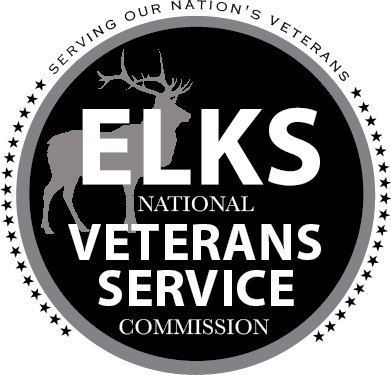 SERVING OUR NATION'S VETERANS
ELKS
NATIONAL
VETERANS
SERVICE
COMMISSION